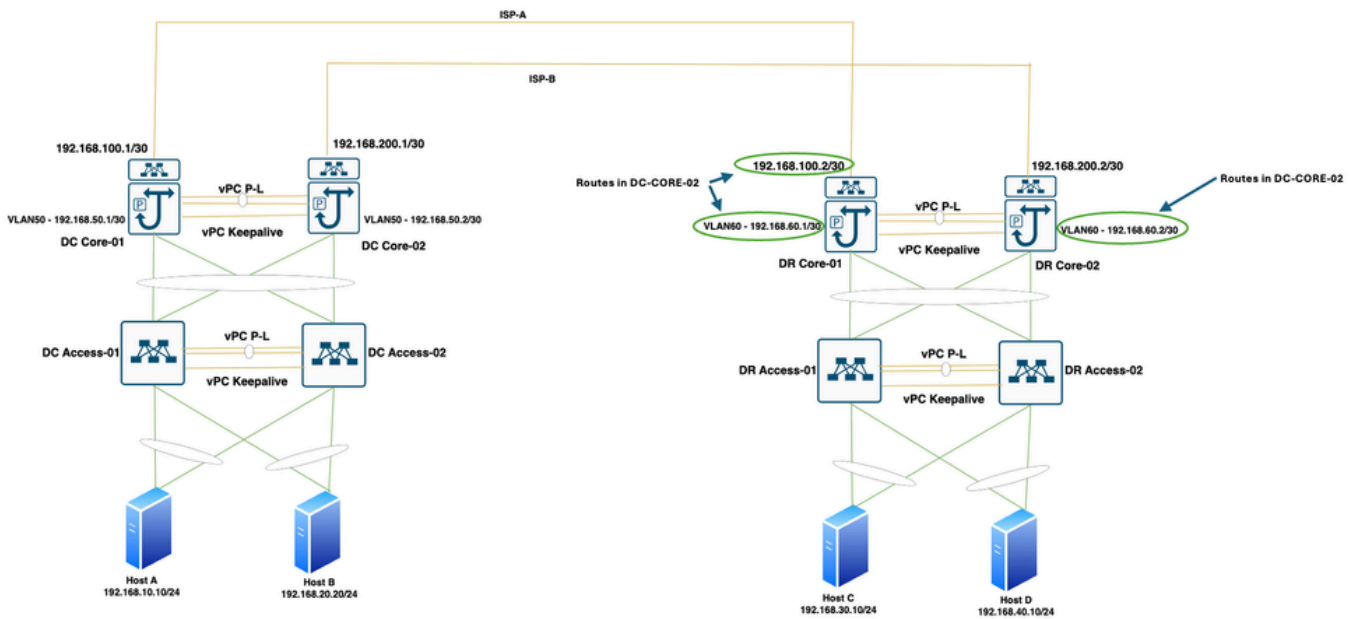 ISP-A
ISP-B
192.168.100.1/30
192.168.200.1/30
vPC P-L
P
P
VLAN50 - 192.168.50.1/30
VLAN50 - 192.168.50.2/30
vPC Keepalive
DC Core-01
DC Core-02
vPC P-L
DC Access-01
DC Access-02
vPC Keepalive
Host A
192.168.10.10/24
Host B
192.168.20.20/24
192.168.100.2/30
192.168.200.2/30
Routes in DC-CORE-02
Routes in DC-CORE-02
vPC P-L
P
P
VLAN60 - 192.168.60.1/30
VLAN60 - 192.168.60.2/30
vPC Keepalive
DR Core-01
DR Core-02
vPC P-L
DR Access-01
DR Access-02
vPC Keepalive
Host C
192.168.30.10/24
Host D
192.168.40.10/24